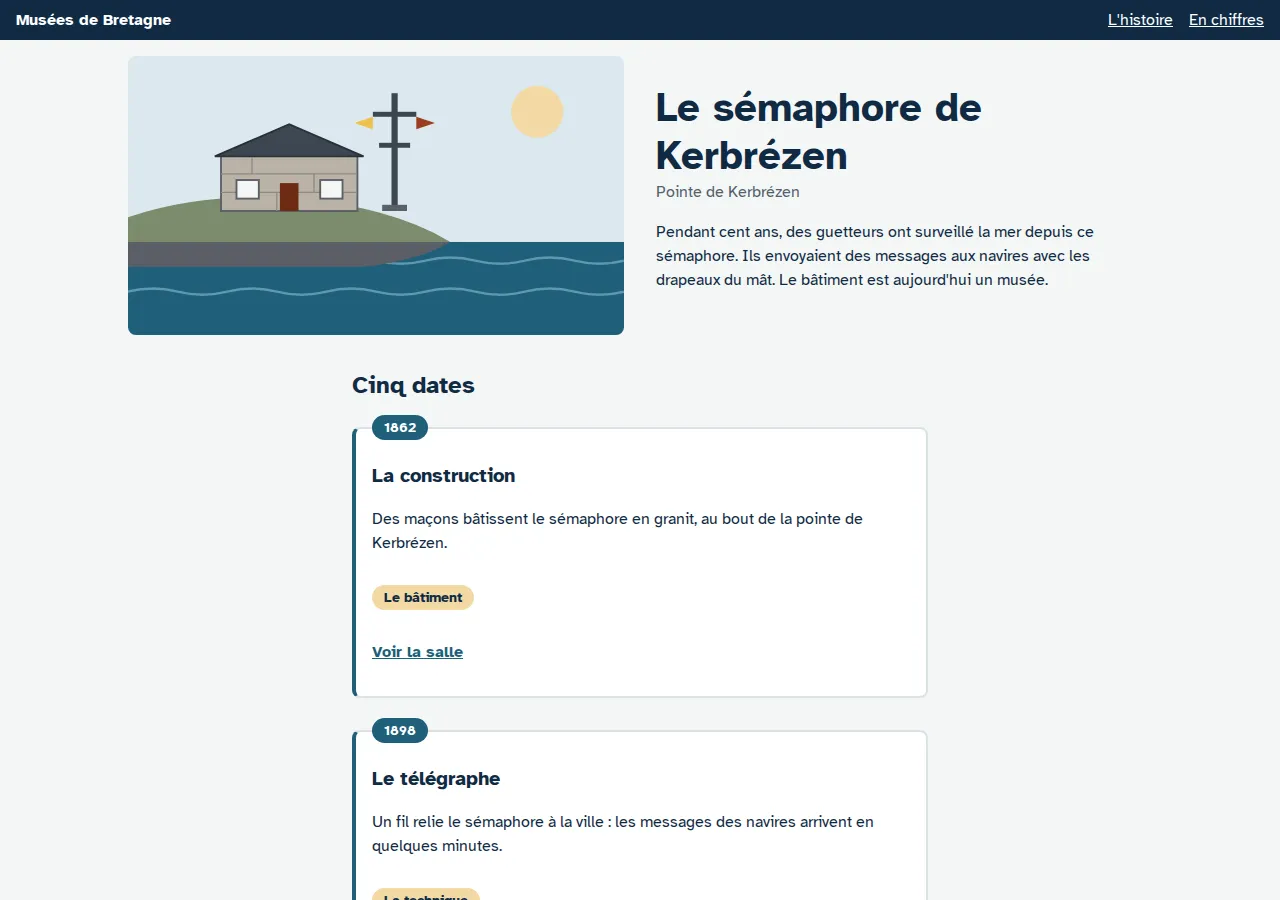 Musées de Bretagne
L'histoire
En chiffres
Le sémaphore de
Kerbrézen
Pointe de Kerbrézen
Pendant cent ans, des guetteurs ont surveillé la mer depuis ce
sémaphore. Ils envoyaient des messages aux navires avec les
drapeaux du mât. Le bâtiment est aujourd'hui un musée.
Cinq dates
1862
La construction
Des maçons bâtissent le sémaphore en granit, au bout de la pointe de
Kerbrézen.
Le bâtiment
Voir la salle
1898
Le télégraphe
Un fil relie le sémaphore à la ville : les messages des navires arrivent en
quelques minutes.
La technique